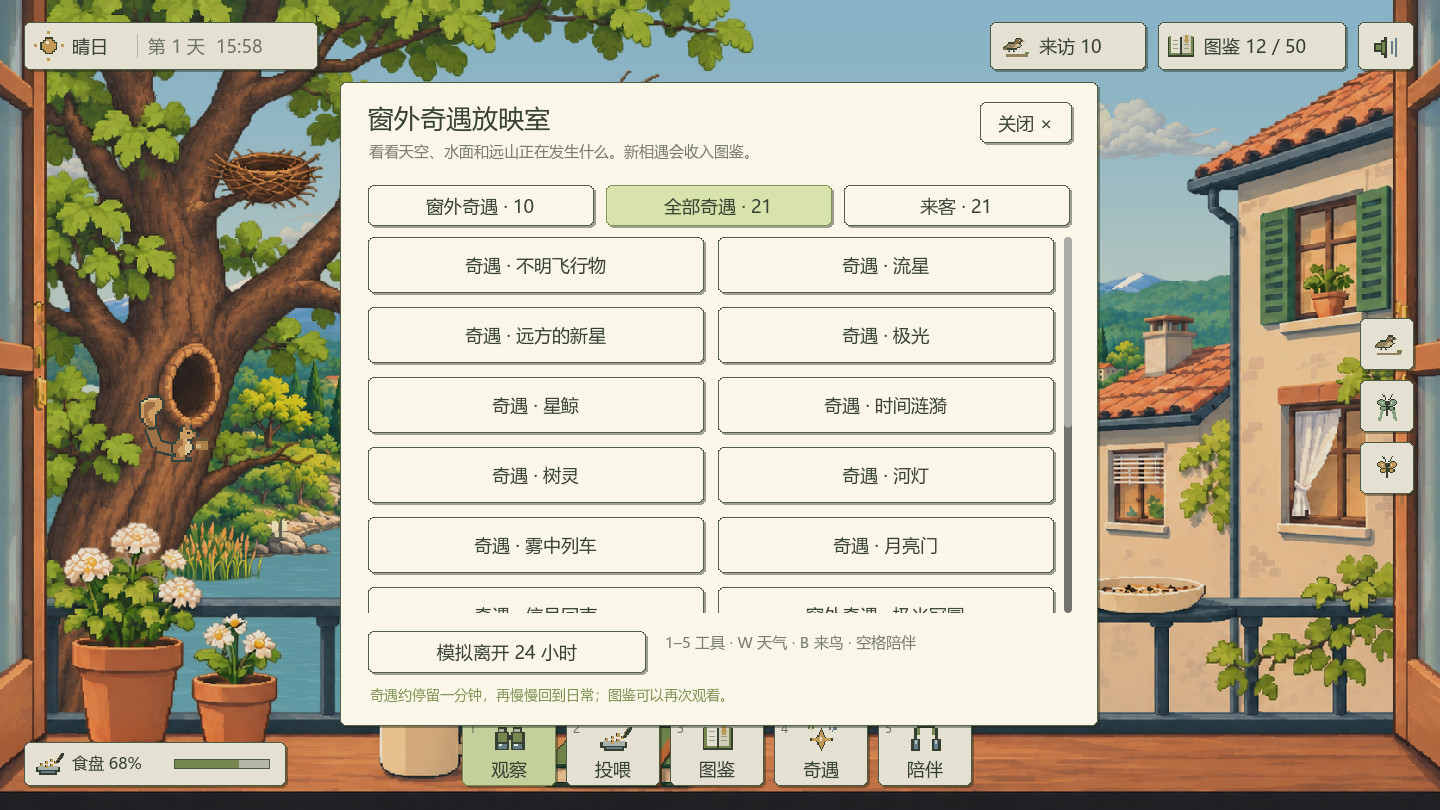 晴日 第 1 天 15:58
来访 10
图鉴 12 / 50
窗外奇遇放映室
关闭 ×
看看天空、水面和远山正在发生什么。新相遇会收入图鉴。
窗外奇遇 · 10
全部奇遇 · 21
来客 · 21
奇遇 · 不明飞行物
奇遇 · 流星
奇遇 · 远方的新星
奇遇 · 极光
奇遇 · 星鲸
奇遇 · 时间涟漪
奇遇 · 树灵
奇遇 · 河灯
奇遇 · 雾中列车
奇遇 · 月亮门
模拟离开 24 小时
1–5 工具 · W 天气 · B 来鸟 · 空格陪伴
奇遇约停留一分钟，再慢慢回到日常；图鉴可以再次观看。
食盘 68%
1 观察
2 投喂
3 图鉴
4 奇遇
5 陪伴